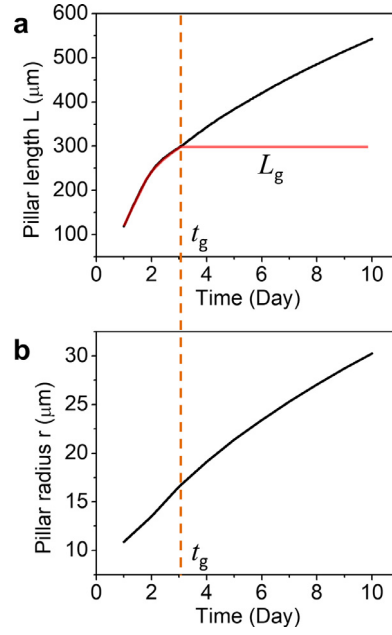 a
Pillar length L (μm)
600
500
400
300
200
100
L_g
t_g
0 2 4 6 8 10
Time (Day)
b
Pillar radius r (μm)
30
25
20
15
10
t_g
0 2 4 6 8 10
Time (Day)